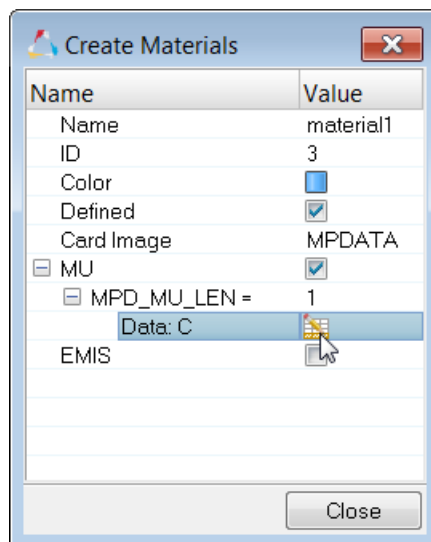 Create Materials
Name Value
Name material1
ID 3
Color
Defined
Card Image MPDATA
MU
MPD_MU_LEN = 1
Data: C
EMIS
Close